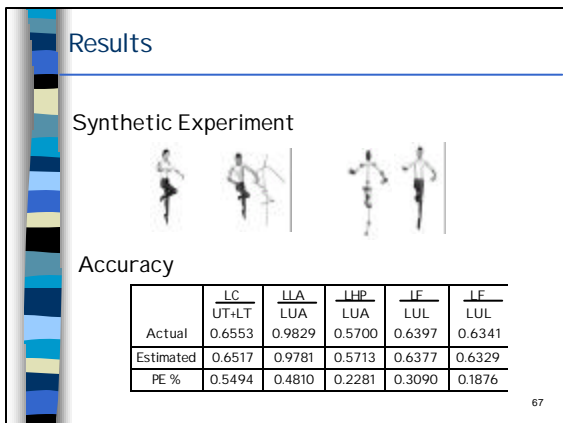 Results
Synthetic Experiment
Accuracy
LC LLA LHP LF LF
UT+LT LUA LUA LUL LUL
Actual 0.6553 0.9829 0.5700 0.6397 0.6341
Estimated 0.6517 0.9781 0.5713 0.6377 0.6329
PE % 0.5494 0.4810 0.2281 0.3090 0.1876
67